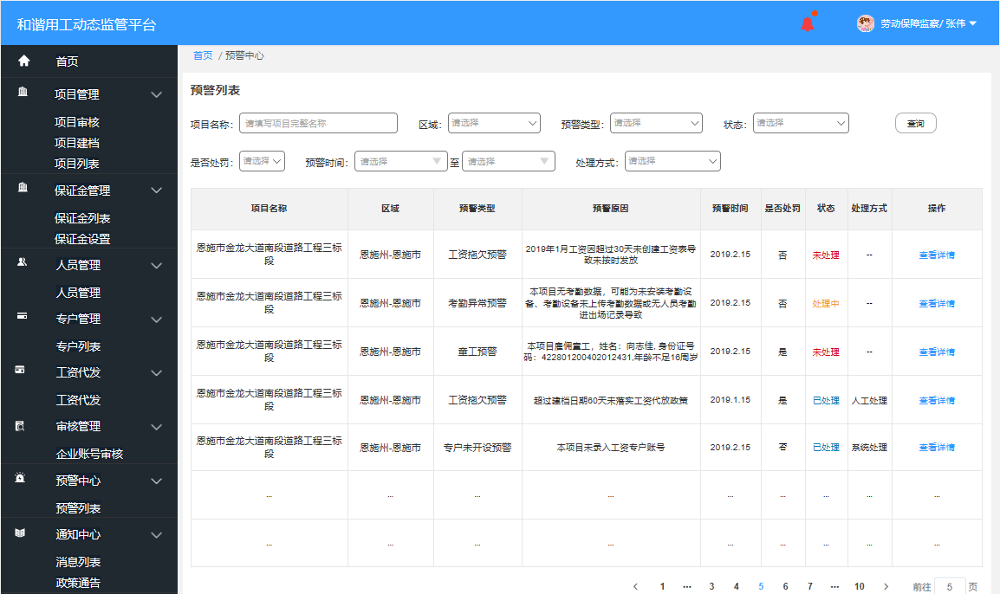 和谐用工动态监管平台
劳动保障监察/ 张伟
首页
项目管理
项目审核
项目建档
项目列表
保证金管理
保证金列表
保证金设置
人员管理
人员管理
专户管理
专户列表
工资代发
工资代发
审核管理
企业账号审核
预警中心
预警列表
通知中心
消息列表
政策通告
首页 / 预警中心
预警列表
项目名称: 请填写项目完整名称 区域: 请选择 预警类型: 请选择 状态: 请选择 查询
是否处罚: 请选择 预警时间: 请选择 至 请选择 处理方式: 请选择
项目名称 区域 预警类型 预警原因 预警时间 是否处罚 状态 处理方式 操作
恩施市金龙大道南段道路工程三标
段
恩施州-恩施市 工资拖欠预警
2019年1月工资因超过30天未创建工资表导
致未按时发放
2019.2.15 否 未处理 -- 查看详情
恩施市金龙大道南段道路工程三标
段
恩施州-恩施市 考勤异常预警
本项目无考勤数据，可能为未安装考勤设
备、考勤设备未上传考勤数据或无人员考勤
进出场记录导致
2019.2.15 否 处理中 -- 查看详情
恩施市金龙大道南段道路工程三标
段
恩施州-恩施市 童工预警
本项目雇佣童工，姓名：向志佳, 身份证号
码：422801200402012431,年龄不足16周岁
2019.2.15 是 未处理 -- 查看详情
恩施市金龙大道南段道路工程三标
段
恩施州-恩施市 工资拖欠预警 超过建档日期60天未落实工资代放政策 2019.1.15 是 已处理 人工处理 查看详情
恩施市金龙大道南段道路工程三标
段
恩施州-恩施市 专户未开设预警 本项目未录入工资专户账号 2019.2.15 否 已处理 系统处理 查看详情
... ... ... ... ... ... ... ... ...
... ... ... ... ... ... ... ... ...
< 1 ··· 3 4 5 6 7 ··· 10 > 前往 5 页